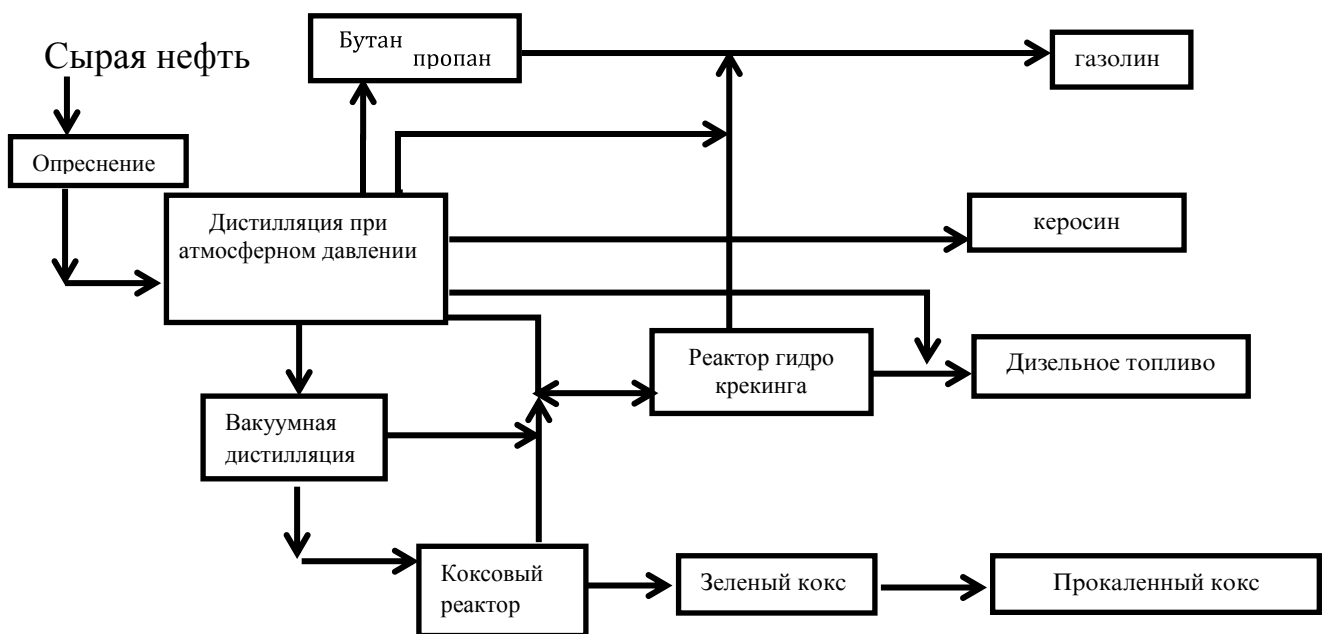 Сырая нефть
Бутан
пропан
газолин
Опреснение
Дистилляция при
атмосферном давлении
керосин
Реактор гидро
крекинга
Дизельное топливо
Вакуумная
дистилляция
Коксовый
реактор
Зеленый кокс
Прокаленный кокс